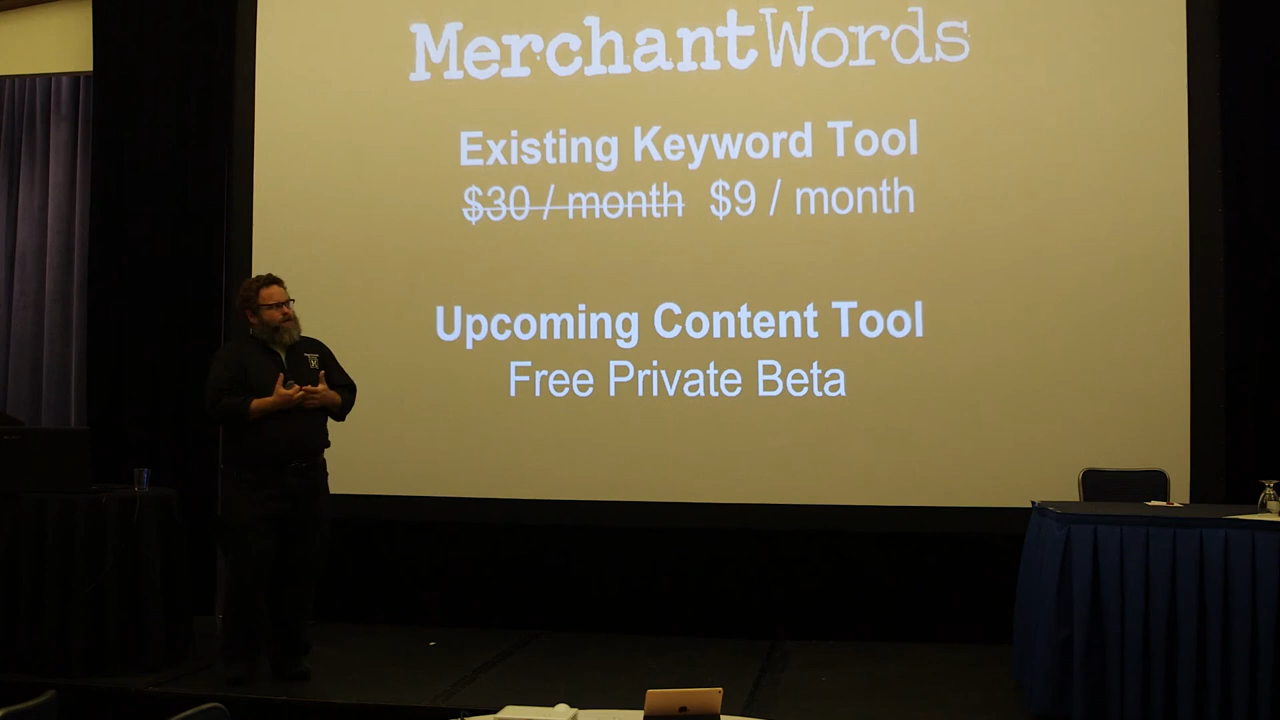 MerchantWords
Existing Keyword Tool
$30 / month $9 / month
Upcoming Content Tool
Free Private Beta